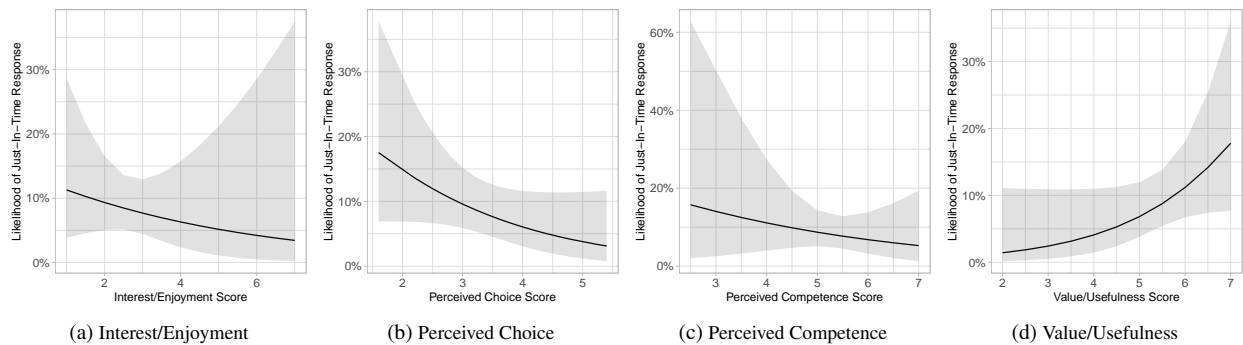 Likelihood of Just−In−Time Response
30%
20%
10%
0%
2
4
6
Interest/Enjoyment Score
(a) Interest/Enjoyment
Likelihood of Just−In−Time Response
30%
20%
10%
0%
2
3
4
5
Perceived Choice Score
(b) Perceived Choice
Likelihood of Just−In−Time Response
60%
40%
20%
0%
3
4
5
6
7
Perceived Competence Score
(c) Perceived Competence
Likelihood of Just−In−Time Response
30%
20%
10%
0%
2
3
4
5
6
7
Value/Usefulness Score
(d) Value/Usefulness